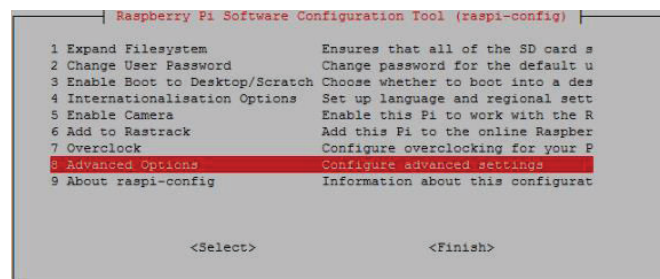 Raspberry Pi Software Configuration Tool (raspi-config)
1 Expand Filesystem Ensures that all of the SD card s
2 Change User Password Change password for the default u
3 Enable Boot to Desktop/Scratch Choose whether to boot into a des
4 Internationalisation Options Set up language and regional sett
5 Enable Camera Enable this Pi to work with the R
6 Add to Rastrack Add this Pi to the online Raspber
7 Overclock Configure overclocking for your P
8 Advanced Options Configure advanced settings
9 About raspi-config Information about this configurat
<Select> <Finish>